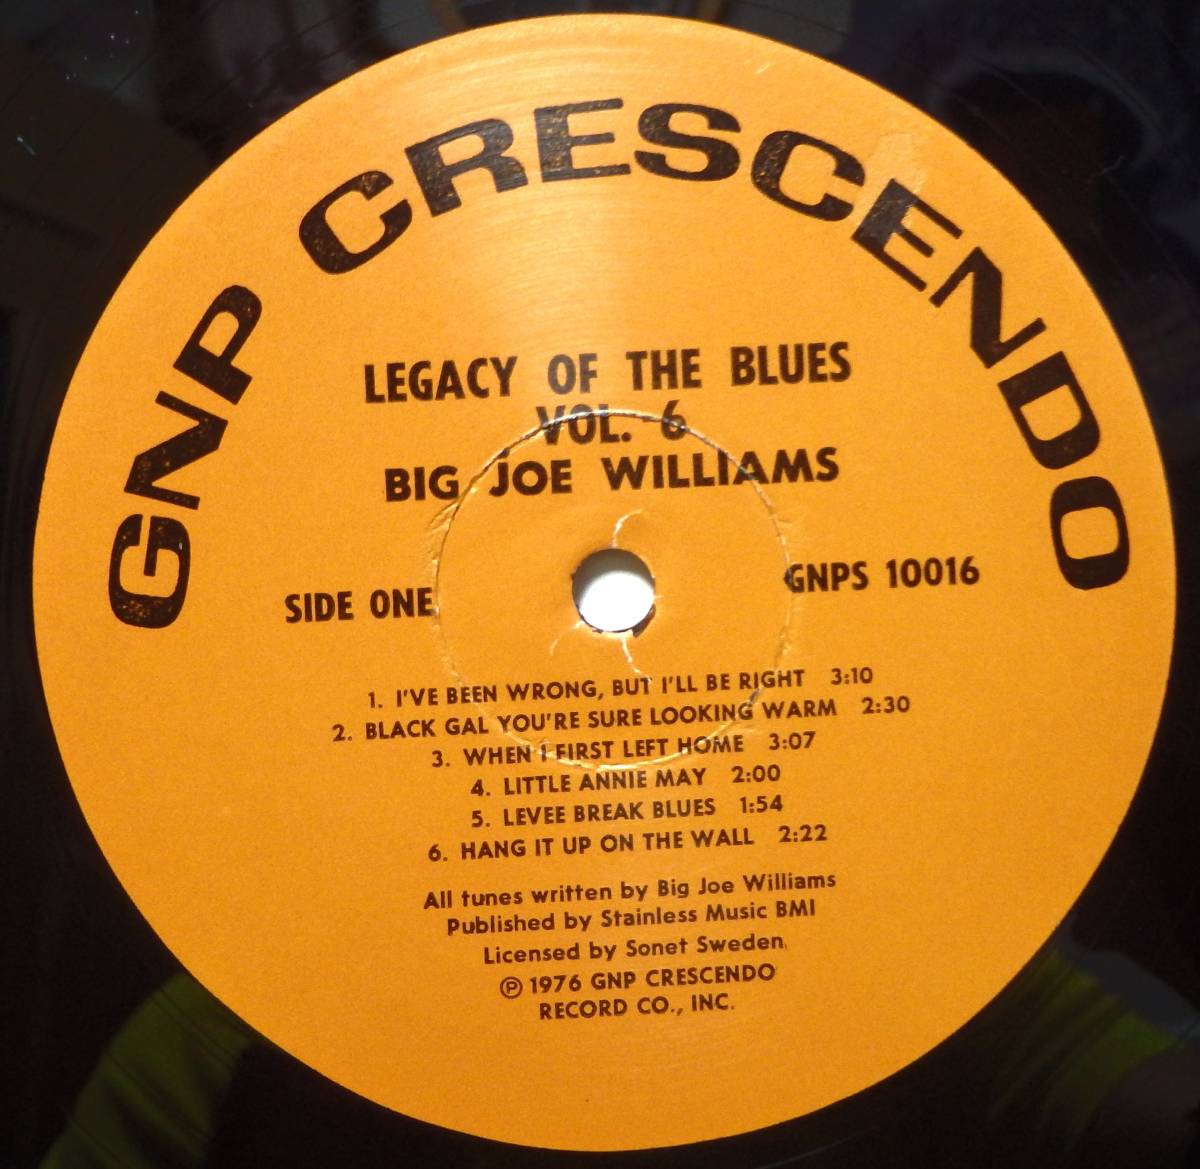 GNP CRESCENDO
LEGACY OF THE BLUES
VOL. 6
BIG JOE WILLIAMS
SIDE ONE
GNPS 10016
1. I'VE BEEN WRONG, BUT I'LL BE RIGHT 3:10
2. BLACK GAL YOU'RE SURE LOOKING WARM 2:30
3. WHEN I FIRST LEFT HOME 3:07
4. LITTLE ANNIE MAY 2:00
5. LEVEE BREAK BLUES 1:54
6. HANG IT UP ON THE WALL 2:22
All tunes written by Big Joe Williams
Published by Stainless Music BMI
Licensed by Sonet Sweden
℗ 1976 GNP CRESCENDO
RECORD CO., INC.